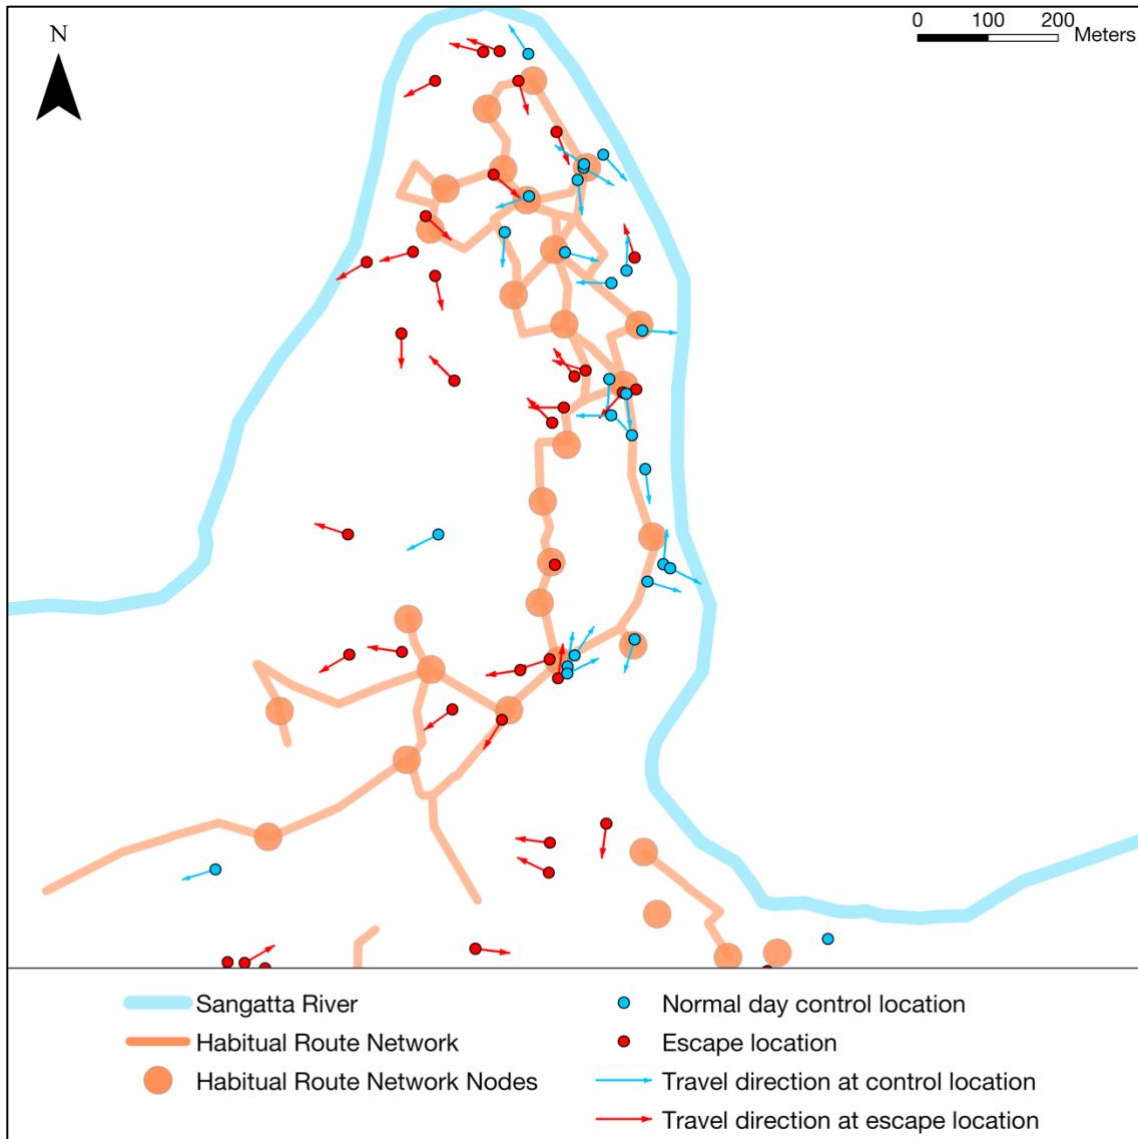 N
0 100 200
Meters
Sangatta River
Habitual Route Network
Habitual Route Network Nodes
Normal day control location
Escape location
Travel direction at control location
Travel direction at escape location